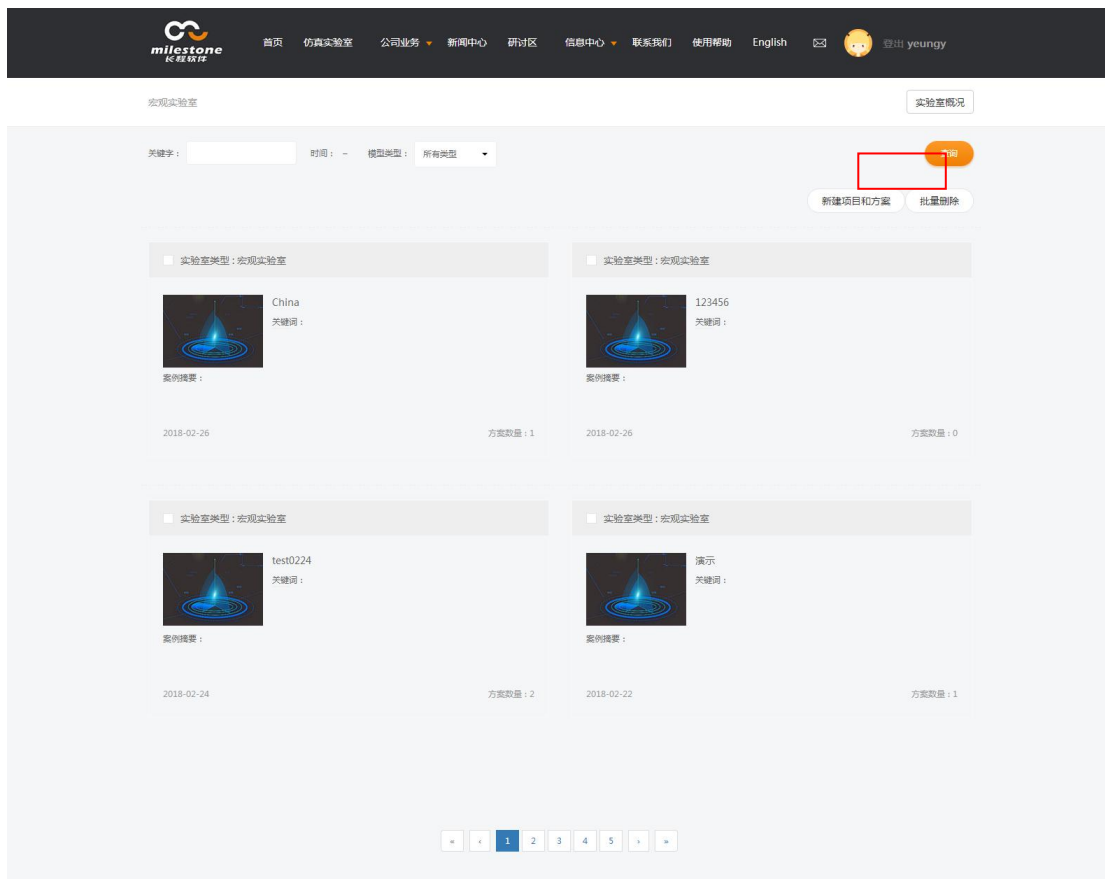 milestone
长程软件
首页 仿真实验室 公司业务 新闻中心 研讨区 信息中心 联系我们 使用帮助 English 登出 yeungy
宏观实验室 实验室概况
关键字： 时间： － 模型类型： 所有类型 查询
新建项目和方案 批量删除
实验室类型：宏观实验室 实验室类型：宏观实验室
China 123456
关键词： 关键词：
案例摘要： 案例摘要：
2018-02-26 方案数量：1 2018-02-26 方案数量：0
实验室类型：宏观实验室 实验室类型：宏观实验室
test0224 演示
关键词： 关键词：
案例摘要： 案例摘要：
2018-02-24 方案数量：2 2018-02-22 方案数量：1
« ‹ 1 2 3 4 5 › »